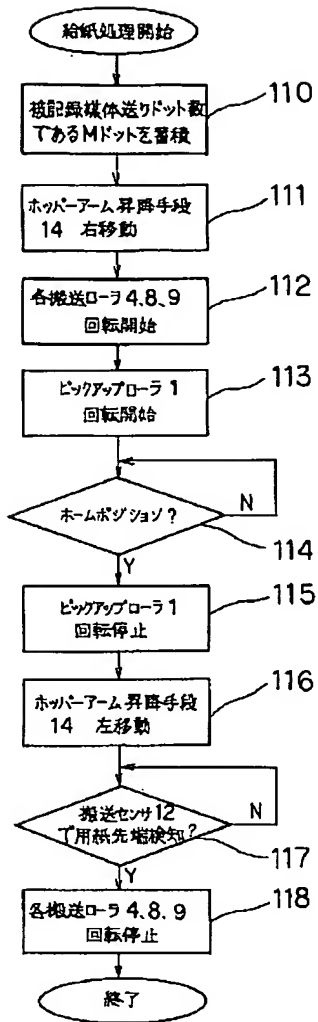 給紙処理開始
110
被記録媒体送りドット数
であるMドットを蓄積
111
ホッパーアーム昇降手段
14 右移動
112
各搬送ローラ4、8、9
回転開始
113
ピックアップローラ1
回転開始
ホームポジション?
N
114
Y
115
ピックアップローラ1
回転停止
116
ホッパーアーム昇降手段
14 左移動
搬送センサ12
で用紙先端検知?
N
117
Y
118
各搬送ローラ4、8、9
回転停止
終了